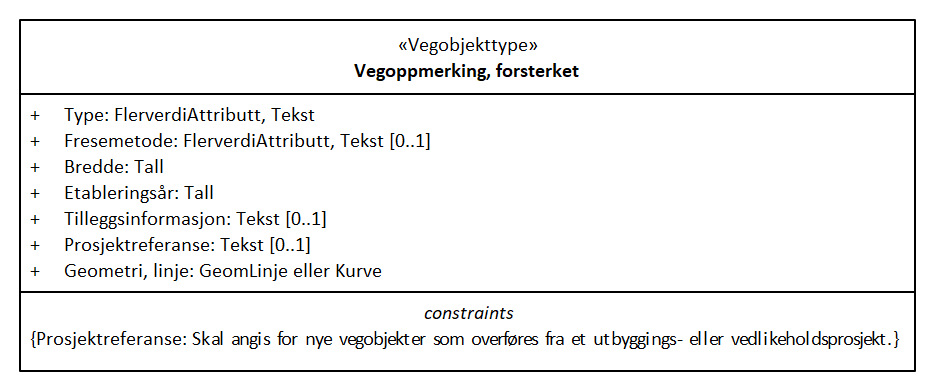 «Vegobjekttype»
Vegoppmerking, forsterket
+ Type: FlerverdiAttributt, Tekst
+ Fresemetode: FlerverdiAttributt, Tekst [0..1]
+ Bredde: Tall
+ Etableringsår: Tall
+ Tilleggsinformasjon: Tekst [0..1]
+ Prosjektreferanse: Tekst [0..1]
+ Geometri, linje: GeomLinje eller Kurve
constraints
{Prosjektreferanse: Skal angis for nye vegobjekter som overføres fra et utbyggings- eller vedlikeholdsprosjekt.}